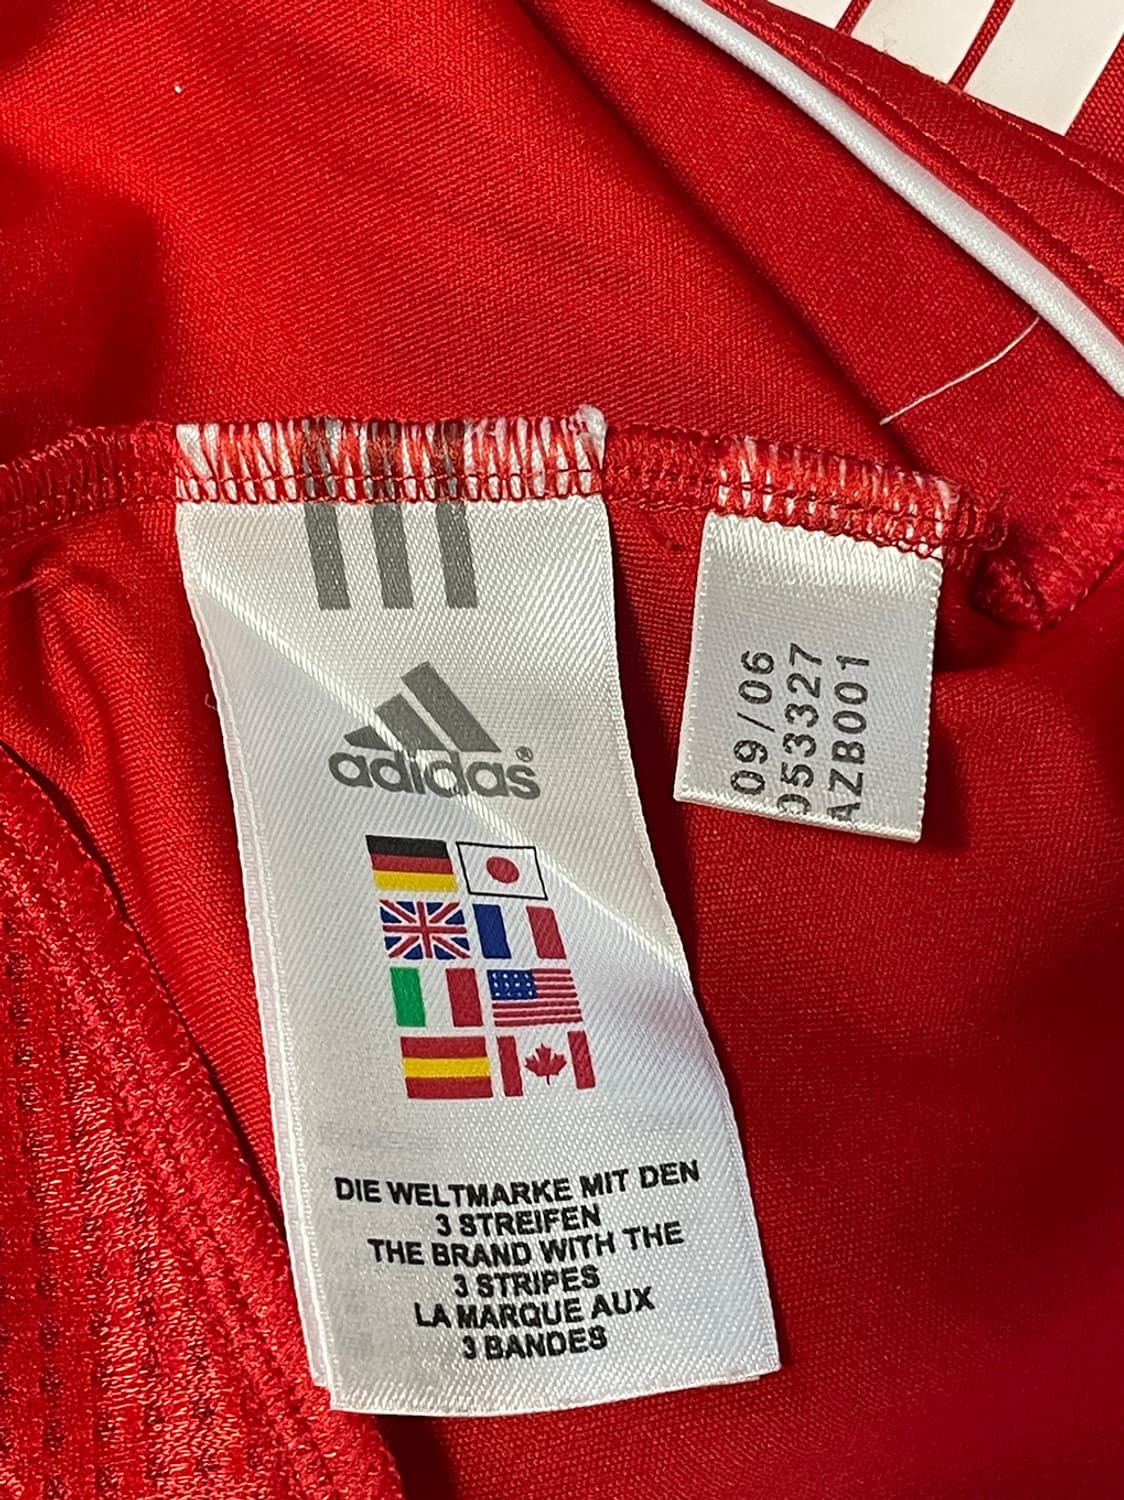 adidas®
DIE WELTMARKE MIT DEN
3 STREIFEN
THE BRAND WITH THE
3 STRIPES
LA MARQUE AUX
3 BANDES
09/06
053327
AZB001